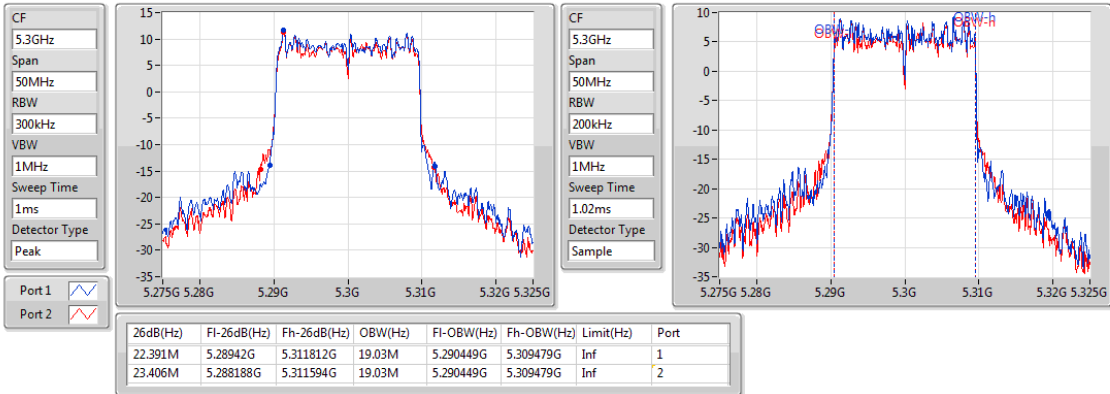 CF
5.3GHz
Span
50MHz
RBW
300kHz
VBW
1MHz
Sweep Time
1ms
Detector Type
Peak
Port 1
Port 2
15
10
5
0
-5
-10
-15
-20
-25
-30
-35
5.275G 5.28G 5.29G 5.3G 5.31G 5.32G 5.325G
CF
5.3GHz
Span
50MHz
RBW
200kHz
VBW
1MHz
Sweep Time
1.02ms
Detector Type
Sample
10
5
0
-5
-10
-15
-20
-25
-30
-35
OBW-h
5.275G 5.28G 5.29G 5.3G 5.31G 5.32G 5.325G
26dB(Hz) Fl-26dB(Hz) Fh-26dB(Hz) OBW(Hz) Fl-OBW(Hz) Fh-OBW(Hz) Limit(Hz) Port
22.391M 5.28942G 5.311812G 19.03M 5.290449G 5.309479G Inf 1
23.406M 5.288188G 5.311594G 19.03M 5.290449G 5.309479G Inf 2